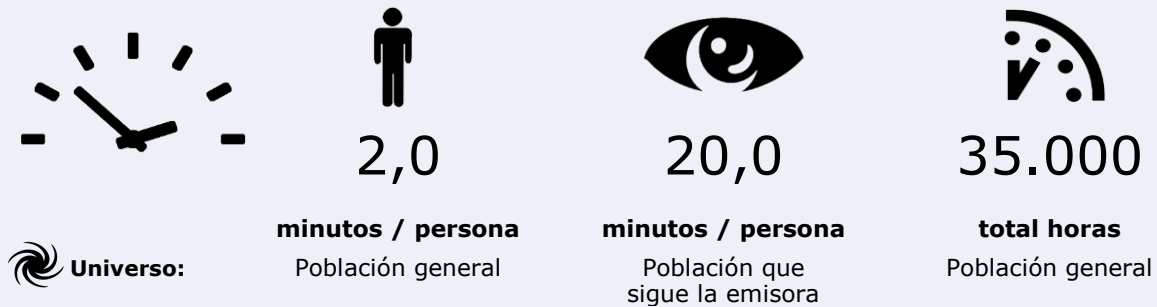 2,0
20,0
35.000
minutos / persona
minutos / persona
total horas
Universo:
Población general
Población que
sigue la emisora
Población general